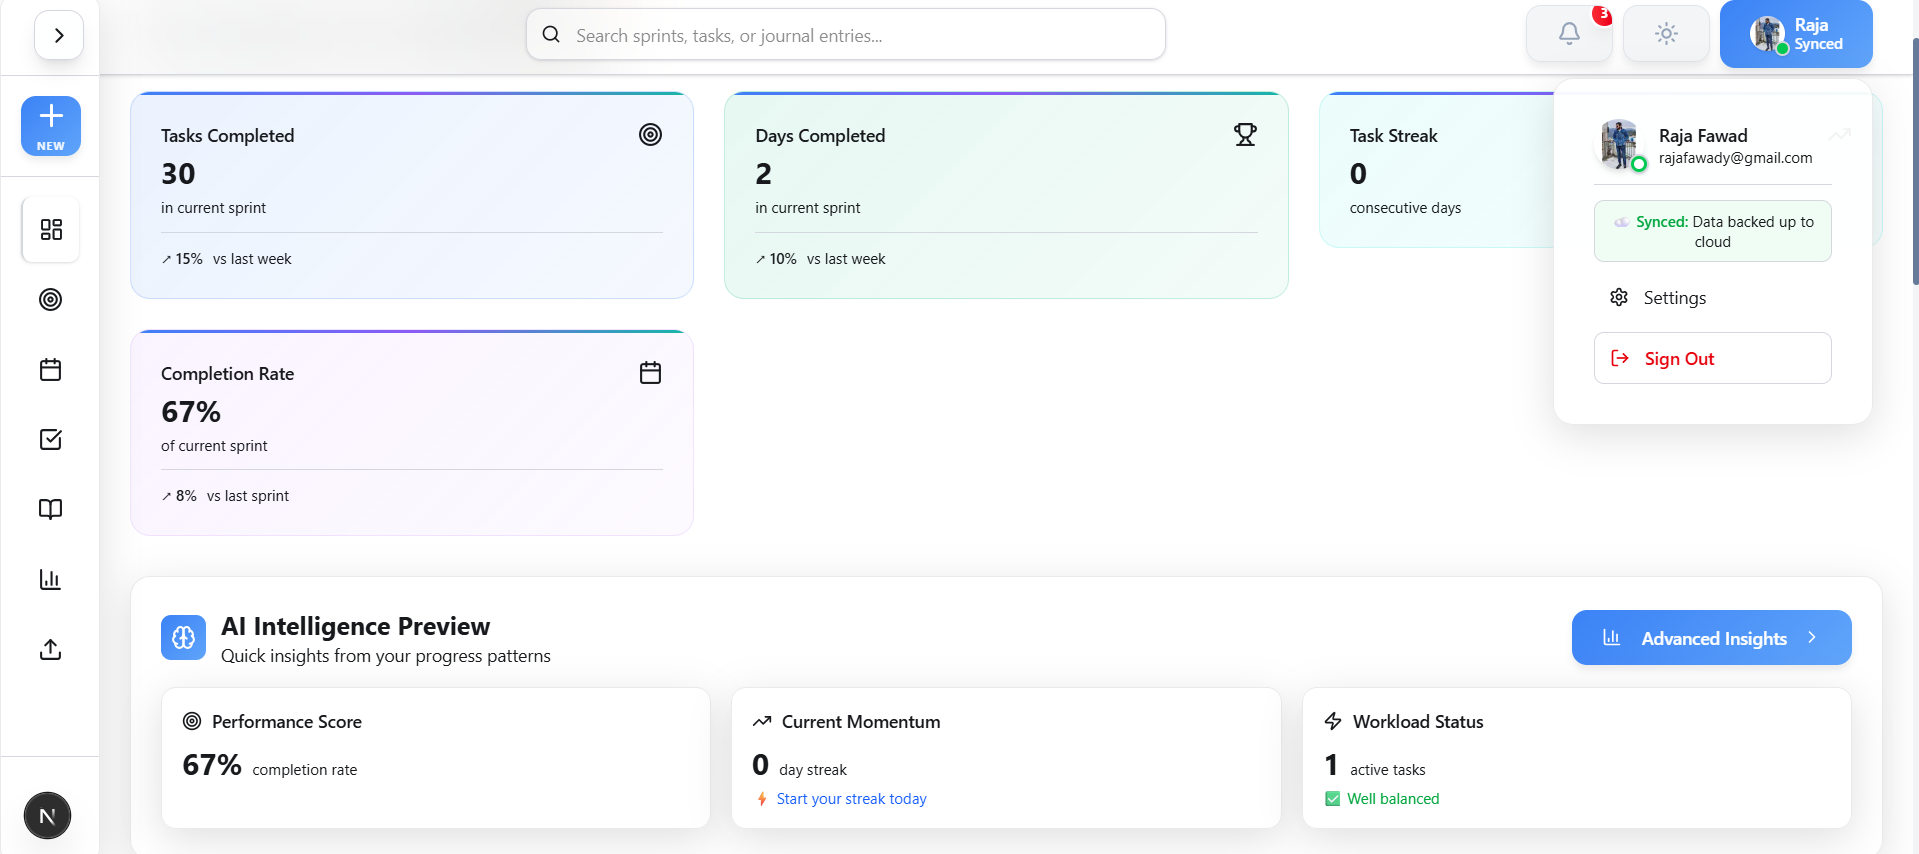 Search sprints, tasks, or journal entries...
3
Raja
Synced
NEW
Tasks Completed
30
in current sprint
↗ 15% vs last week
Days Completed
2
in current sprint
↗ 10% vs last week
Task Streak
0
consecutive days
Raja Fawad
rajafawady@gmail.com
Synced: Data backed up to
cloud
Settings
Sign Out
Completion Rate
67%
of current sprint
↗ 8% vs last sprint
AI Intelligence Preview
Quick insights from your progress patterns
Advanced Insights
Performance Score
67% completion rate
Current Momentum
0 day streak
Start your streak today
Workload Status
1 active tasks
Well balanced
N